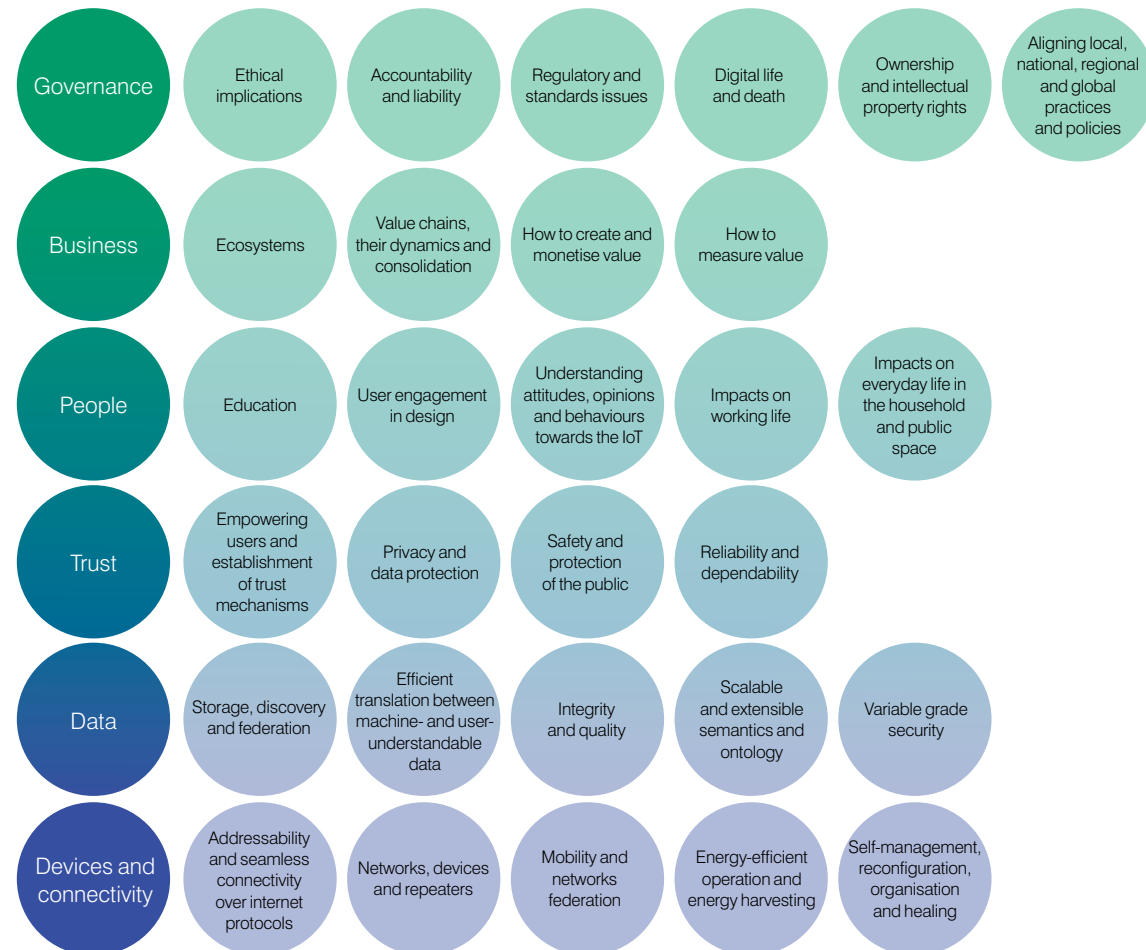 Governance
Ethical
implications
Accountability
and liability
Regulatory and
standards issues
Digital life
and death
Ownership
and intellectual
property rights
Aligning local,
national, regional
and global
practices
and policies
Business
Ecosystems
Value chains,
their dynamics and
consolidation
How to create and
monetise value
How to
measure value
People
Education
User engagement
in design
Understanding
attitudes, opinions
and behaviours
towards the IoT
Impacts on
working life
Impacts on
everyday life in
the household
and public
space
Trust
Empowering
users and
establishment
of trust
mechanisms
Privacy and
data protection
Safety and
protection
of the public
Reliability and
dependability
Data
Storage, discovery
and federation
Efficient
translation between
machine- and user-
understandable
data
Integrity
and quality
Scalable
and extensible
semantics and
ontology
Variable grade
security
Devices and
connectivity
Addressability
and seamless
connectivity
over internet
protocols
Networks, devices
and repeaters
Mobility and
networks
federation
Energy-efficient
operation and
energy harvesting
Self-management,
reconfiguration,
organisation
and healing